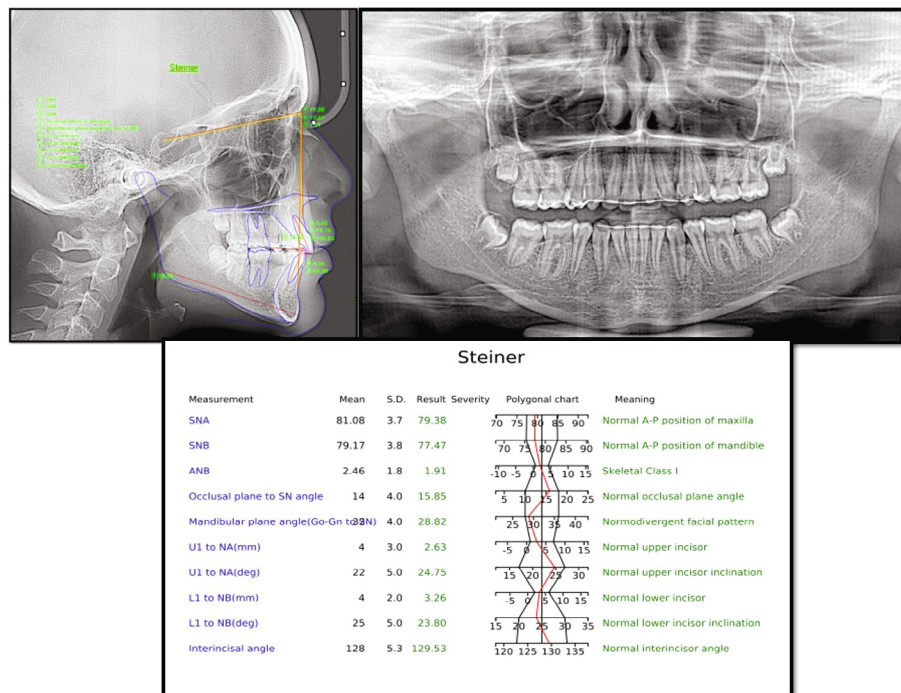 Steiner
Steiner
Measurement Mean S.D. Result Severity Polygonal chart Meaning
SNA 81.08 3.7 79.38 70 75 80 85 90 Normal A-P position of maxilla
SNB 79.17 3.8 77.47 70 75 80 85 90 Normal A-P position of mandible
ANB 2.46 1.8 1.91 -10 -5 0 5 10 15 Skeletal Class I
Occlusal plane to SN angle 14 4.0 15.85 5 10 15 20 25 Normal occlusal plane angle
Mandibular plane angle(Go-Gn to SN) 32 4.0 28.82 25 30 35 40 Normodivergent facial pattern
U1 to NA(mm) 4 3.0 2.63 -5 0 5 10 15 Normal upper incisor
U1 to NA(deg) 22 5.0 24.75 15 20 25 30 Normal upper incisor inclination
L1 to NB(mm) 4 2.0 3.26 -5 0 5 10 15 Normal lower incisor
L1 to NB(deg) 25 5.0 23.80 15 20 25 30 35 Normal lower incisor inclination
Interincisal angle 128 5.3 129.53 120 125 130 135 Normal interincisor angle